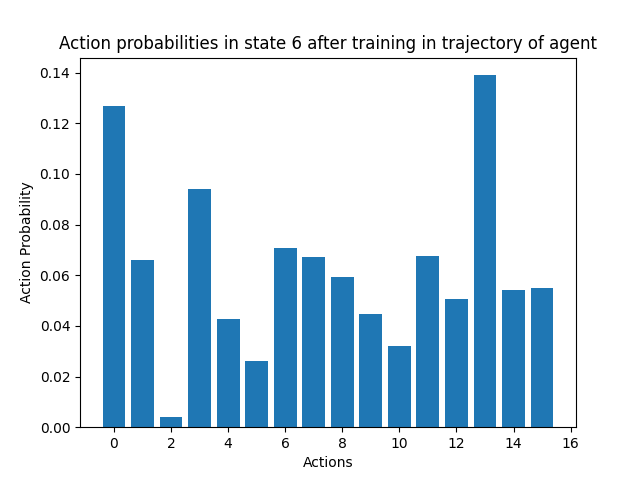 Action probabilities in state 6 after training in trajectory of agent
0.14
0.12
0.10
0.08
0.06
0.04
0.02
0.00
Action Probability
0 2 4 6 8 10 12 14 16
Actions